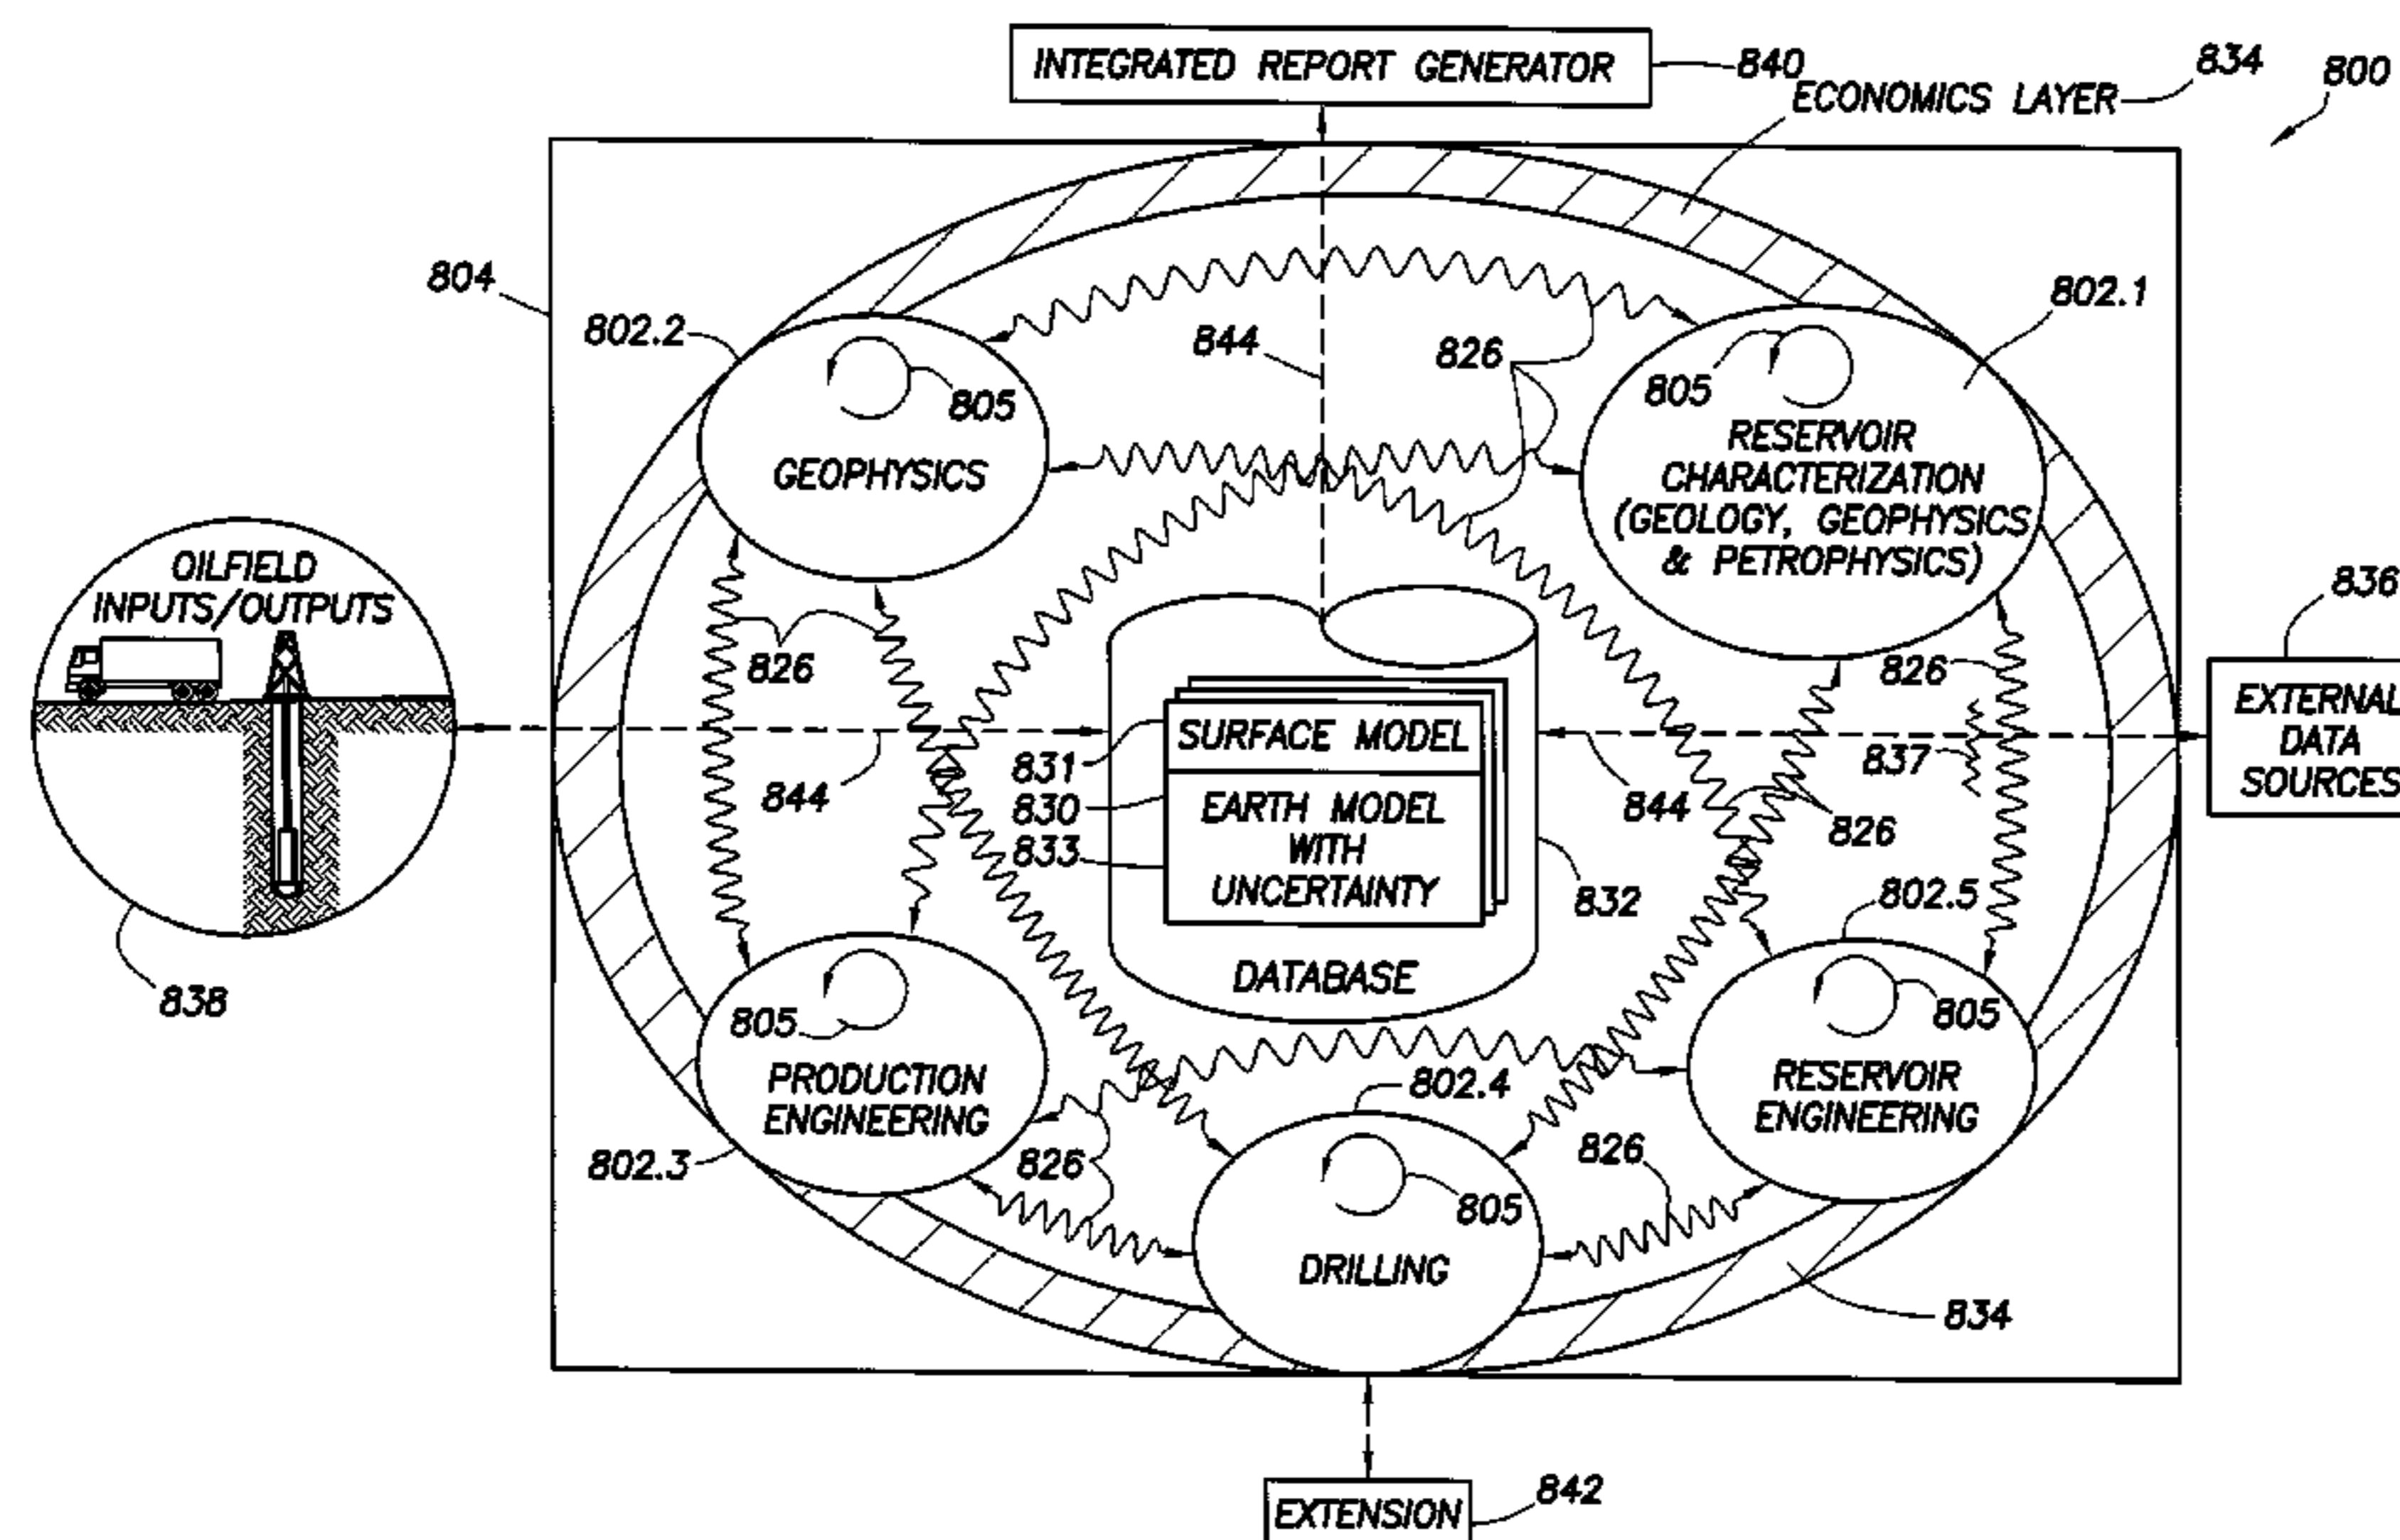 INTEGRATED REPORT GENERATOR
840
ECONOMICS LAYER
834
800
804
802.2
844
826
802.1
805
GEOPHYSICS
805
RESERVOIR
CHARACTERIZATION
(GEOLOGY, GEOPHYSICS
& PETROPHYSICS)
OILFIELD
INPUTS/OUTPUTS
826
826
836
EXTERNAL
DATA
SOURCES
837
844
831
830
833
SURFACE MODEL
EARTH MODEL
WITH
UNCERTAINTY
DATABASE
844
826
832
802.5
838
805
PRODUCTION
ENGINEERING
802.3
826
802.4
805
DRILLING
826
805
RESERVOIR
ENGINEERING
834
EXTENSION
842